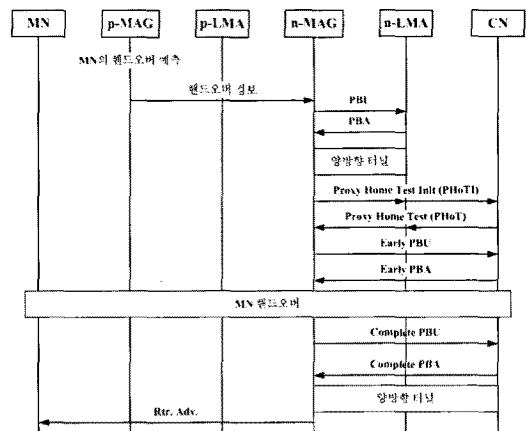 MN p-MAG p-LMA n-MAG n-LMA CN
MN의 핸드오버 예측
핸드오버 정보
PBU
PBA
양방향 터널
Proxy Home Test Init (PHoTI)
Proxy Home Test (PHoT)
Early PBU
Early PBA
MN 핸드오버
Complete PBU
Complete PBA
양방향 터널
Rtr. Adv.